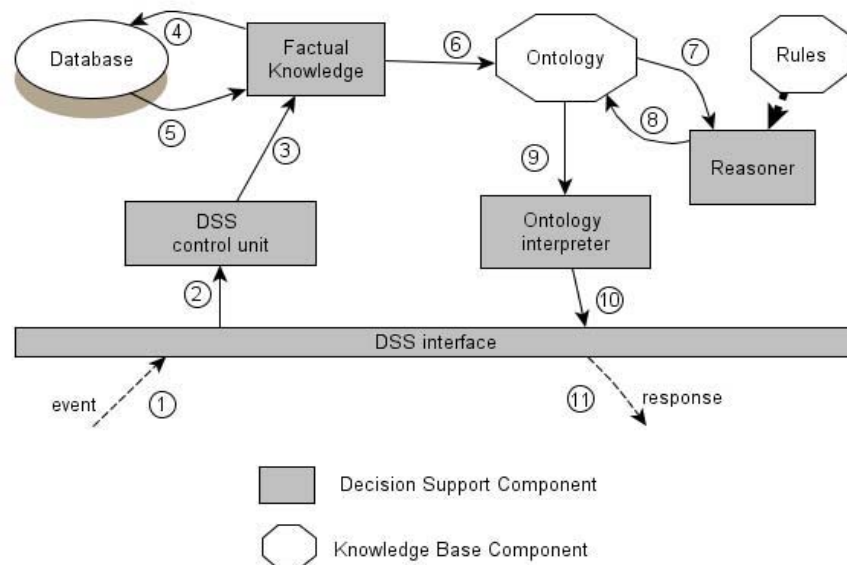 4
Database
Factual
Knowledge
6
Ontology
7
Rules
5
3
8
9
Reasoner
DSS
control unit
Ontology
interpreter
2
10
DSS interface
event
1
11
response
Decision Support Component
Knowledge Base Component